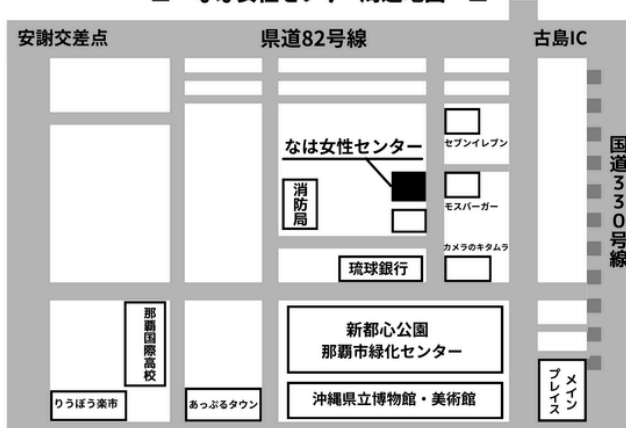 安謝交差点
県道82号線
古島IC
セブンイレブン
なは女性センター
消防局
モスバーガー
国道330号線
カメラのキタムラ
琉球銀行
那覇国際高校
新都心公園
那覇市緑化センター
メイン
プレイス
りうぼう楽市
あっぷるタウン
沖縄県立博物館・美術館